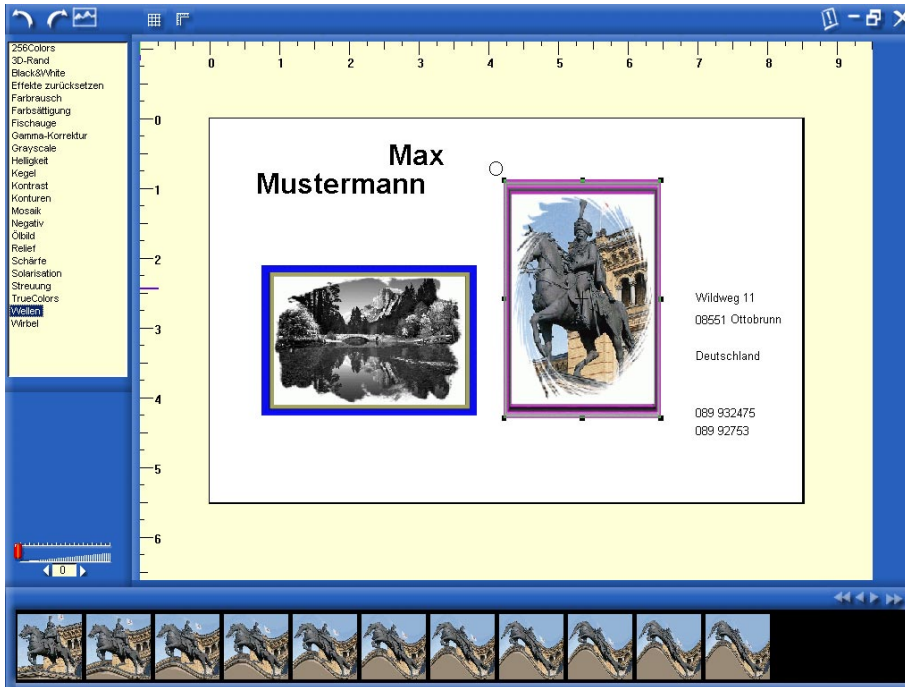 256Colors
3D-Rand
Black&White
Effekte zurücksetzen
Farbrausch
Farbsättigung
Fischauge
Gamma-Korrektur
Grayscale
Helligkeit
Kegel
Kontrast
Konturen
Mosaik
Negativ
Ölbild
Relief
Schärfe
Solarisation
Streuung
TrueColors
Wellen
Wirbel
0
0 1 2 3 4 5 6 7 8 9
0
1
2
3
4
5
6
Max
Mustermann
Wildweg 11
08551 Ottobrunn
Deutschland
089 932475
089 92753